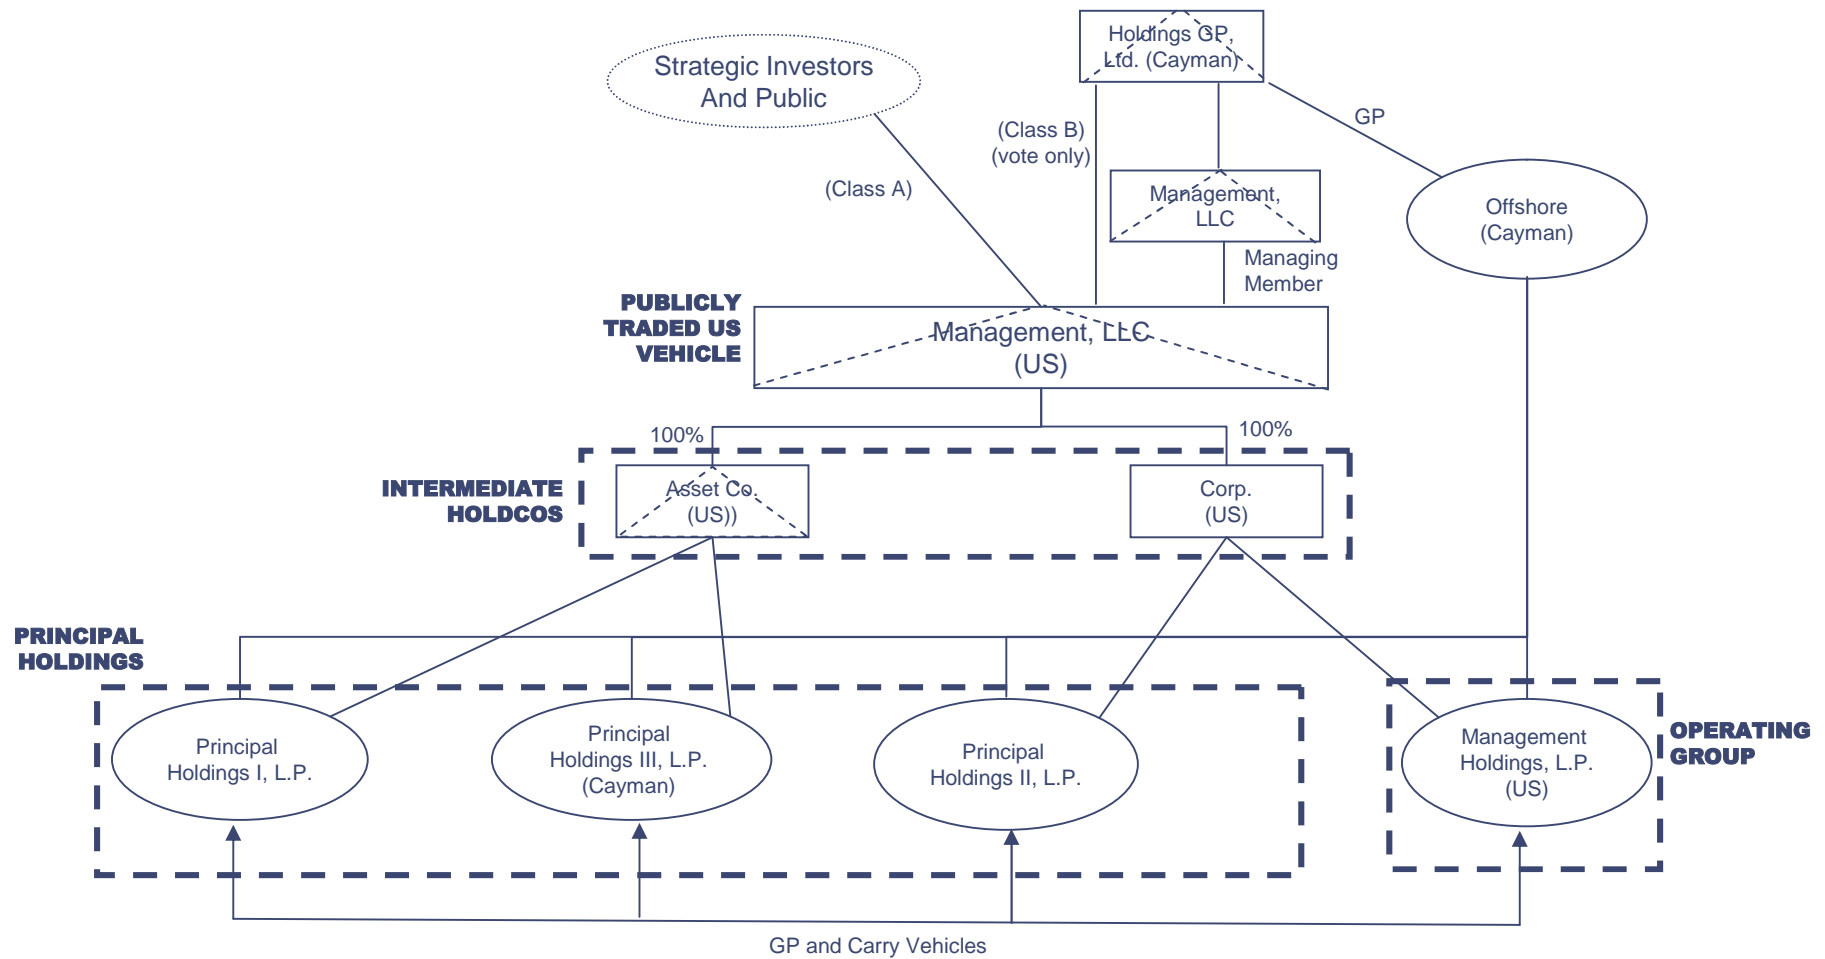 Holdings GP,
Ltd. (Cayman)
Strategic Investors
And Public
GP
(Class B)
(vote only)
(Class A)
Management,
LLC
Offshore
(Cayman)
Managing
Member
PUBLICLY
TRADED US
VEHICLE
Management, LLC
(US)
100%
100%
INTERMEDIATE
HOLDCOS
Asset Co.
(US))
Corp.
(US)
PRINCIPAL
HOLDINGS
Principal
Holdings I, L.P.
Principal
Holdings III, L.P.
(Cayman)
Principal
Holdings II, L.P.
Management
Holdings, L.P.
(US)
OPERATING
GROUP
GP and Carry Vehicles